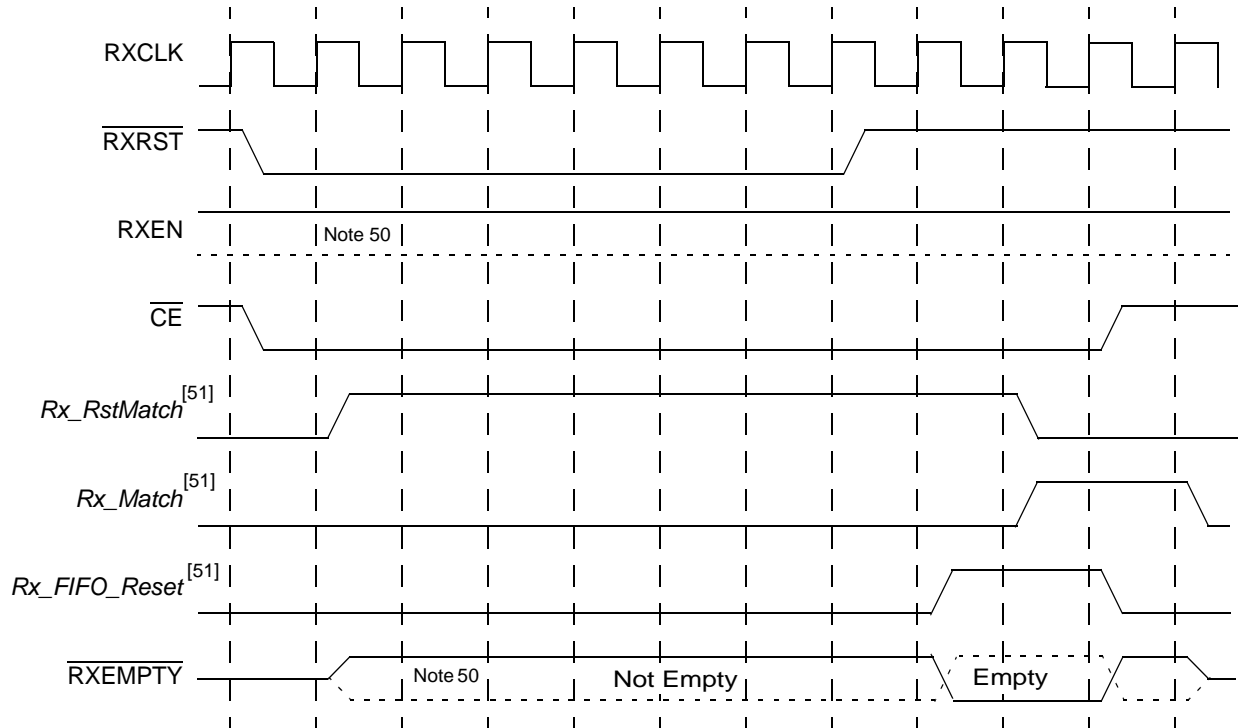 RXCLK
RXRST
RXEN
Note 50
CE
Rx_RstMatch[51]
Rx_Match[51]
Rx_FIFO_Reset[51]
RXEMPTY Note 50 Not Empty Empty